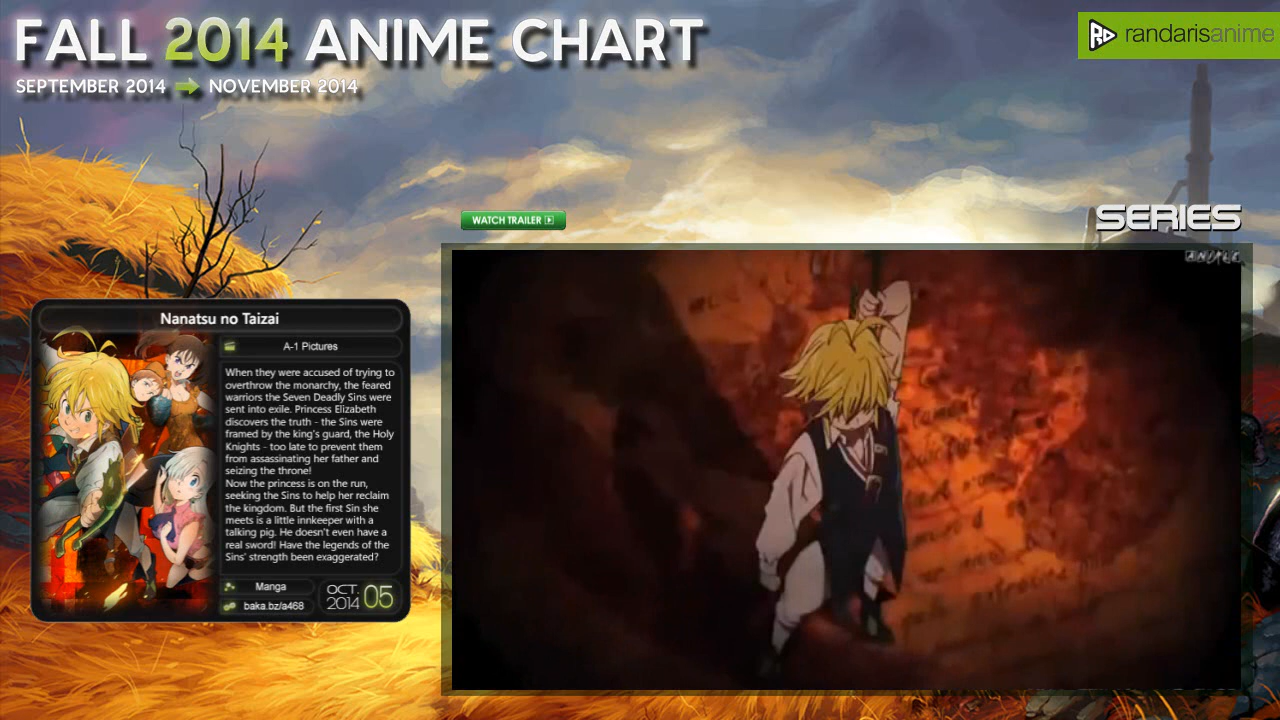 FALL 2014 ANIME CHART
SEPTEMBER 2014 NOVEMBER 2014
randarisanime
WATCH TRAILER
SERIES
ANIMAX
Nanatsu no Taizai
A-1 Pictures
When they were accused of trying to
overthrow the monarchy, the feared
warriors the Seven Deadly Sins were
sent into exile. Princess Elizabeth
discovers the truth - the Sins were
framed by the king's guard, the Holy
Knights - too late to prevent them
from assassinating her father and
seizing the throne!
Now the princess is on the run,
seeking the Sins to help her reclaim
the kingdom. But the first Sin she
meets is a little innkeeper with a
talking pig. He doesn't even have a
real sword! Have the legends of the
Sins' strength been exaggerated?
Manga
baka.bz/a468
OCT. 05
2014